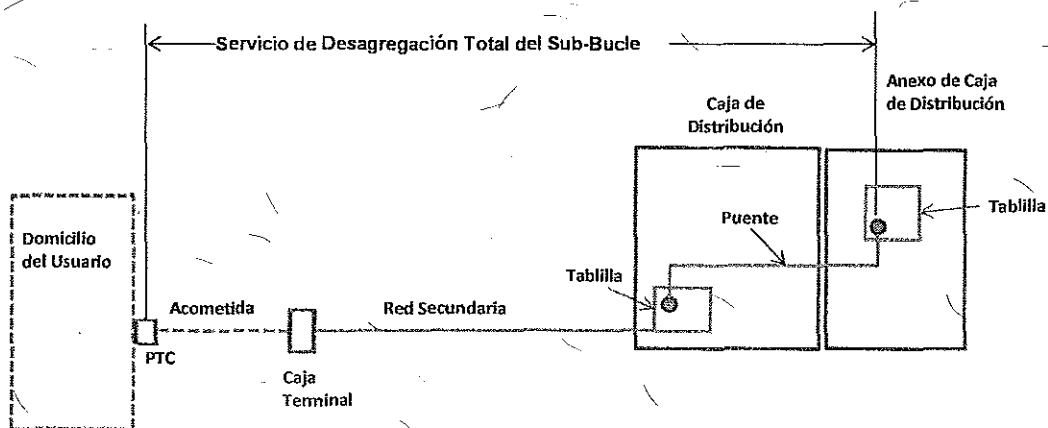 Servicio de Desagregación Total del Sub-Bucle
Anexo de Caja
de Distribución
Caja de
Distribución
Tablilla
Puente
Domicilio
del Usuario
Tablilla
Acometida
Red Secundaria
PTC
Caja
Terminal